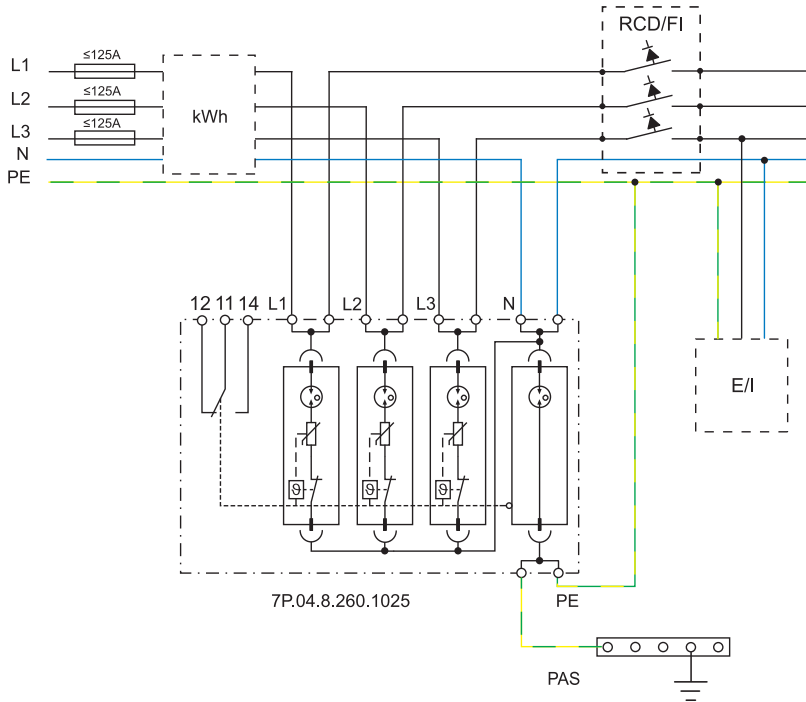 RCD/FI
L1 ≤125A
L2 ≤125A
L3 ≤125A
kWh
N
PE
12 11 14 L1 L2 L3 N
E/I
ϑ ϑ ϑ
7P.04.8.260.1025
PE
PAS